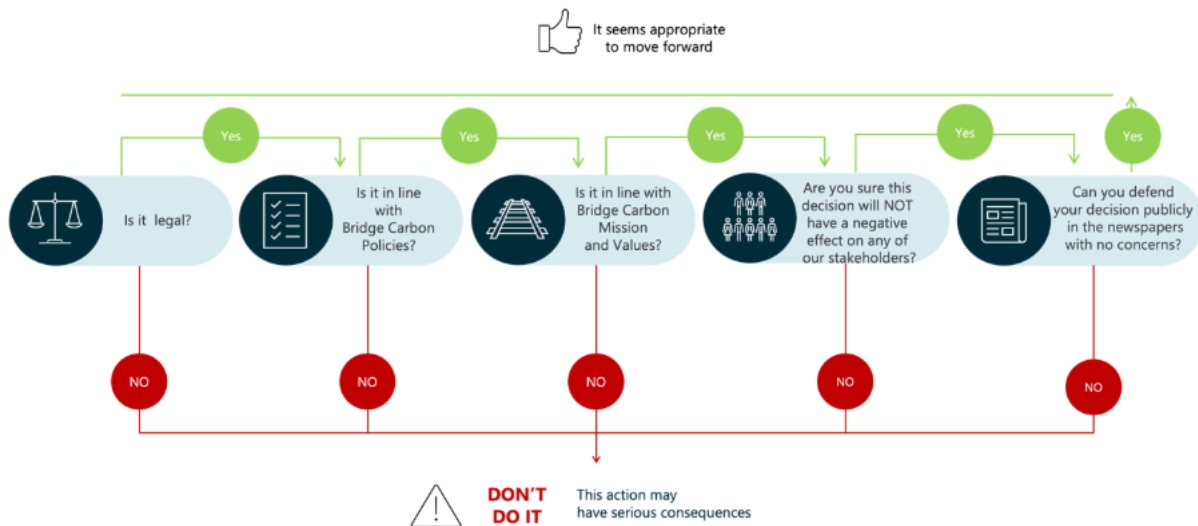 It seems appropriate
to move forward
Yes
Yes
Yes
Yes
Yes
Is it legal?
Is it in line
with
Bridge Carbon
Policies?
Is it in line with
Bridge Carbon
Mission
and Values?
Are you sure this
decision will NOT
have a negative
effect on any of
our stakeholders?
Can you defend
your decision publicly
in the newspapers
with no concerns?
NO
NO
NO
NO
NO
DON'T
DO IT
This action may
have serious consequences